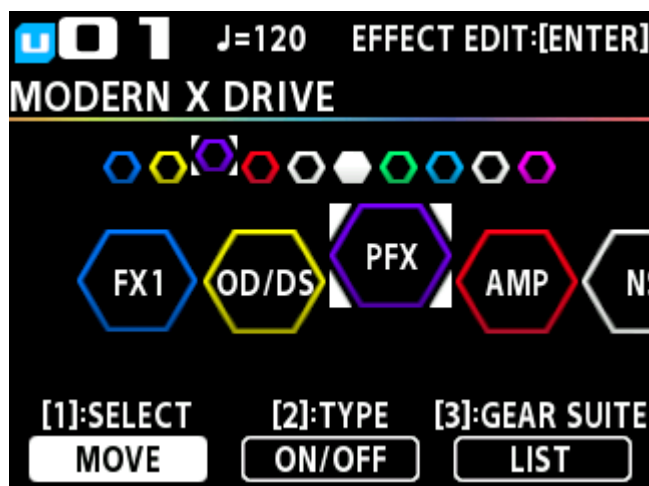 U01 ♩=120 EFFECT EDIT:[ENTER]
MODERN X DRIVE
FX1 OD/DS PFX AMP
[1]:SELECT [2]:TYPE [3]:GEAR SUITE
MOVE ON/OFF LIST